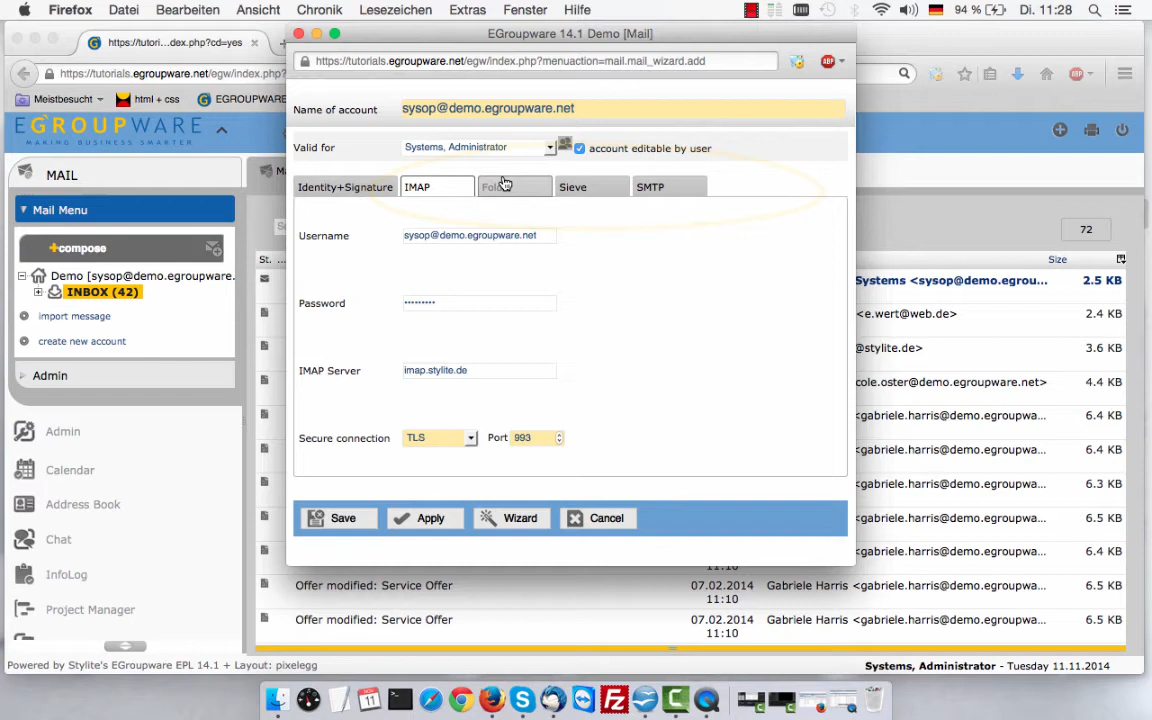 Firefox Datei Bearbeiten Ansicht Chronik Lesezeichen Extras Fenster Hilfe 94 % Di. 11:28
EGroupware 14.1 Demo [Mail]
https://tutori...dex.php?cd=yes
https://tutorials.egroupware.net/egw/index.php?menuaction=mail.mail_wizard.add
ABP
https://tutorials.egroupware.net/egw/index.php?
Meistbesucht html + css EGROUPWARE
EGROUPWARE
MAKING BUSINESS SMARTER
Name of account sysop@demo.egroupware.net
Valid for Systems, Administrator account editable by user
MAIL
Identity+Signature IMAP Sieve SMTP
Mail Menu
compose
Demo [sysop@demo.egroupware.
INBOX (42)
import message
create new account
Admin
Admin
Calendar
Address Book
Chat
InfoLog
Project Manager
Username sysop@demo.egroupware.net
Password •••••••••
IMAP Server imap.stylite.de
Secure connection TLS Port 993
Save Apply Wizard Cancel
72
St. ... Size
Systems <sysop@demo.egrou... 2.5 KB
<e.wert@web.de> 2.4 KB
@stylite.de> 3.6 KB
cole.oster@demo.egroupware.net> 4.4 KB
<gabriele.harris@demo.egroupwa... 6.4 KB
<gabriele.harris@demo.egroupwa... 6.4 KB
<gabriele.harris@demo.egroupwa... 6.3 KB
<gabriele.harris@demo.egroupwa... 6.5 KB
<gabriele.harris@demo.egroupwa... 6.4 KB
11:10
Offer modified: Service Offer 07.02.2014 Gabriele Harris <gabriele.harris@demo.egroupwa... 6.5 KB
11:10
Offer modified: Service Offer 07.02.2014 Gabriele Harris <gabriele.harris@demo.egroupwa... 6.5 KB
11:10
Powered by Stylite's EGroupware EPL 14.1 + Layout: pixelegg Systems, Administrator - Tuesday 11.11.2014